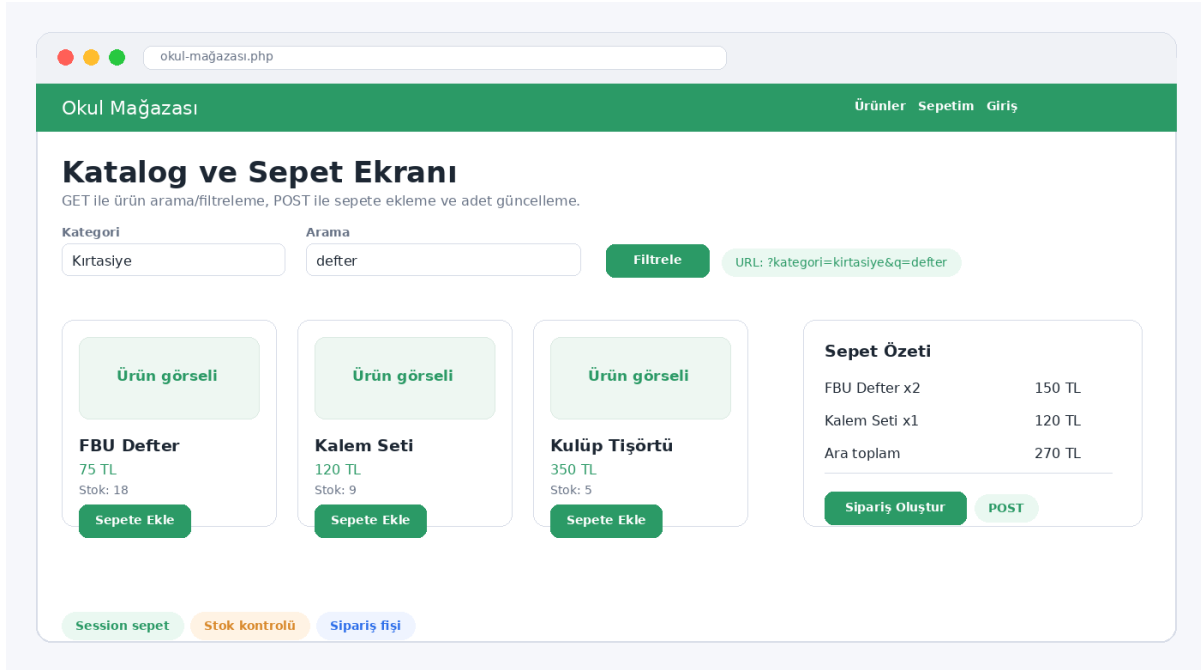 okul-mağazası.php
Okul Mağazası
Ürünler Sepetim Giriş
Katalog ve Sepet Ekranı
GET ile ürün arama/filtreleme, POST ile sepete ekleme ve adet güncelleme.
Kategori
Arama
Kırtasiye
defter
Filtrele
URL: ?kategori=kirtasiye&q=defter
Ürün görseli
FBU Defter
75 TL
Stok: 18
Sepete Ekle
Ürün görseli
Kalem Seti
120 TL
Stok: 9
Sepete Ekle
Ürün görseli
Kulüp Tişörtü
350 TL
Stok: 5
Sepete Ekle
Sepet Özeti
FBU Defter x2 150 TL
Kalem Seti x1 120 TL
Ara toplam 270 TL
Sipariş Oluştur
POST
Session sepet
Stok kontrolü
Sipariş fişi